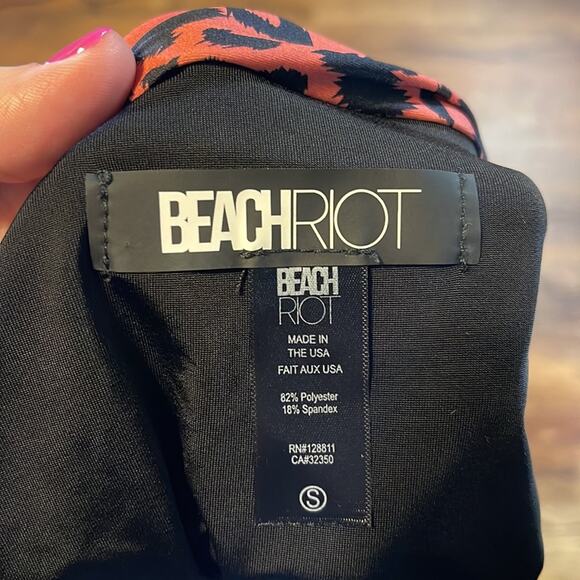 BEACHRIOT
BEACH
RIOT
MADE IN
THE USA
FAIT AUX USA
82% Polyester
18% Spandex
RN#128811
CA#32350
S